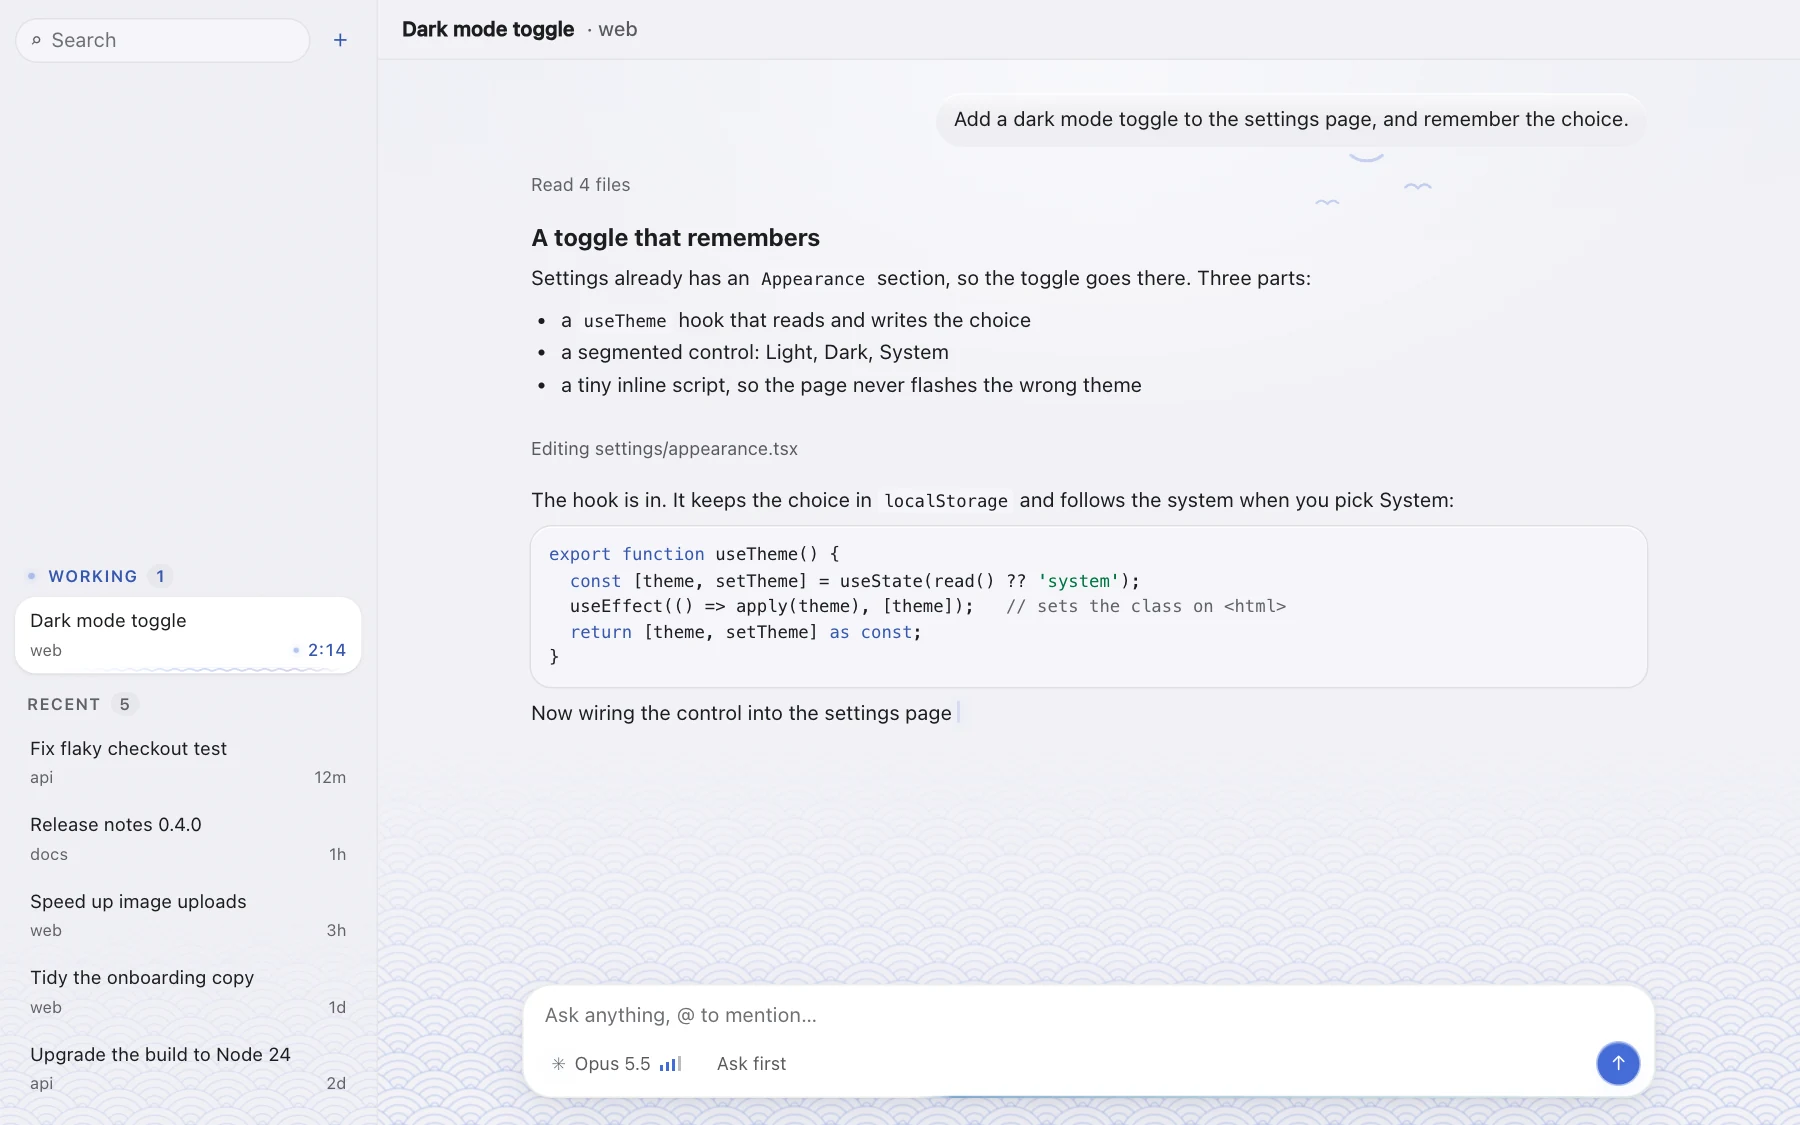 Search
+
WORKING 1
Dark mode toggle
web 2:14
RECENT 5
Fix flaky checkout test
api 12m
Release notes 0.4.0
docs 1h
Speed up image uploads
web 3h
Tidy the onboarding copy
web 1d
Upgrade the build to Node 24
api 2d
Dark mode toggle · web
Add a dark mode toggle to the settings page, and remember the choice.
Read 4 files
A toggle that remembers
Settings already has an Appearance section, so the toggle goes there. Three parts:
• a useTheme hook that reads and writes the choice
• a segmented control: Light, Dark, System
• a tiny inline script, so the page never flashes the wrong theme
Editing settings/appearance.tsx
The hook is in. It keeps the choice in localStorage and follows the system when you pick System:
export function useTheme() {
  const [theme, setTheme] = useState(read() ?? 'system');
  useEffect(() => apply(theme), [theme]);   // sets the class on <html>
  return [theme, setTheme] as const;
}
Now wiring the control into the settings page
Ask anything, @ to mention...
Opus 5.5 Ask first